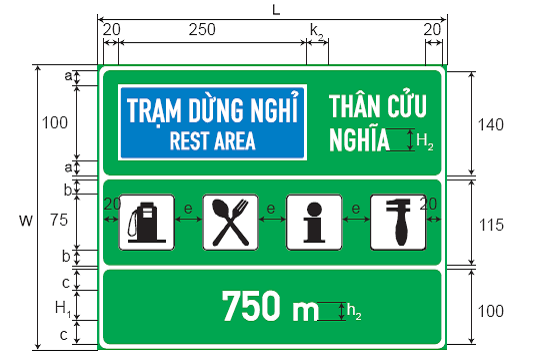 L
20 250 k₂ 20
a
100
a
TRẠM DỪNG NGHỈ
REST AREA
THÂN CỬU
NGHĨA
H₂
140
W
b
75
b
20 e e e 20
115
c
H₁
c
750 m
h₂
100